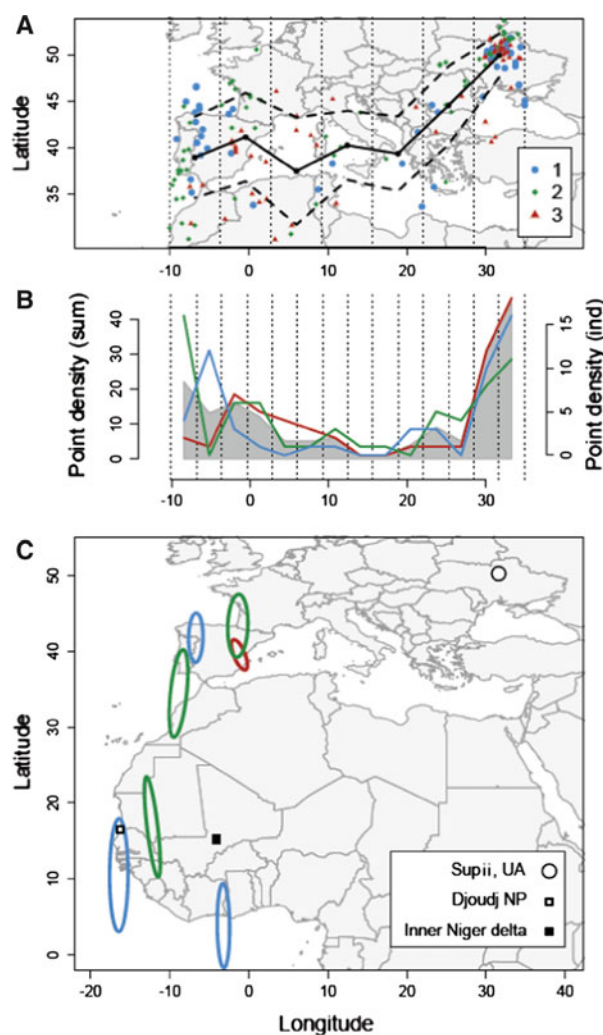 A
Latitude
50
45
40
35
1
2
3
-10 0 10 20 30
B
Point density (sum)
40
30
20
10
0
Point density (ind)
15
10
5
0
-10 0 10 20 30
C
Latitude
50
40
30
20
10
0
Supii, UA
Djoudj NP
Inner Niger delta
-20 -10 0 10 20 30 40
Longitude